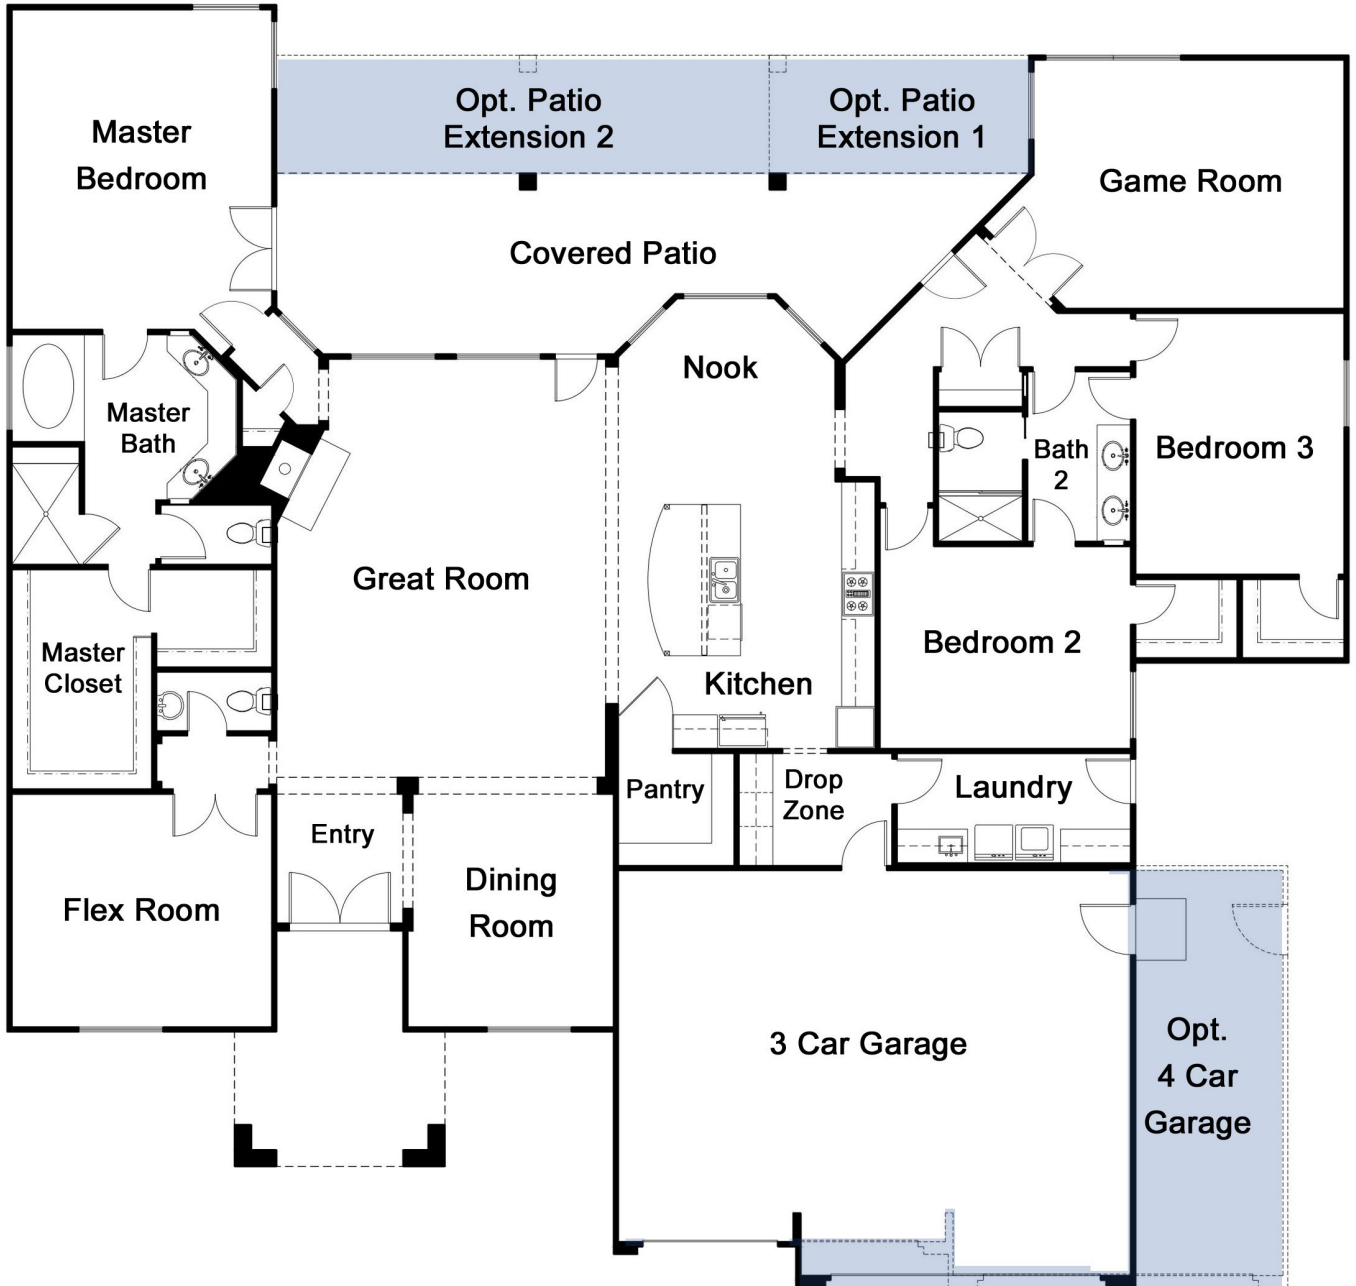 Opt. Patio
Extension 2
Opt. Patio
Extension 1
Master
Bedroom
Game Room
Covered Patio
Nook
Master
Bath
Bath
2
Bedroom 3
Great Room
Bedroom 2
Master
Closet
Kitchen
Pantry
Drop
Zone
Laundry
Entry
Dining
Room
Flex Room
3 Car Garage
Opt.
4 Car
Garage